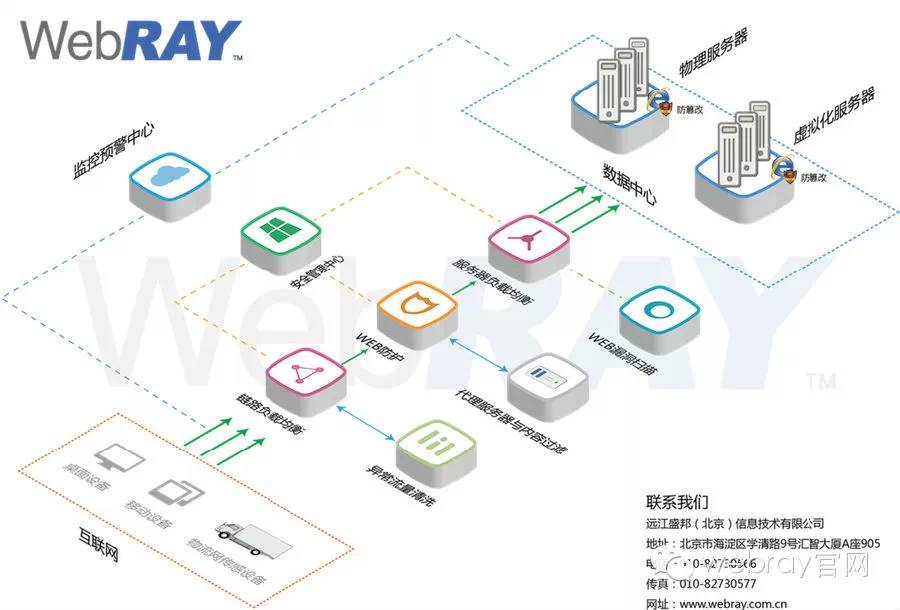 WebRAY™
物理服务器
防篡改
虚拟化服务器
防篡改
数据中心
监控预警中心
安全管理中心
服务器负载均衡
WEB防护
WEB漏洞扫描
链路负载均衡
代理服务器与内容过滤
异常流量清洗
桌面设备
移动设备
物流网传感设备
互联网
WebRAY™
联系我们
远江盛邦（北京）信息技术有限公司
地址：北京市海淀区学清路9号汇智大厦A座905
010-82730566
webray官网
传真：010-82730577
网址：www.webray.com.cn